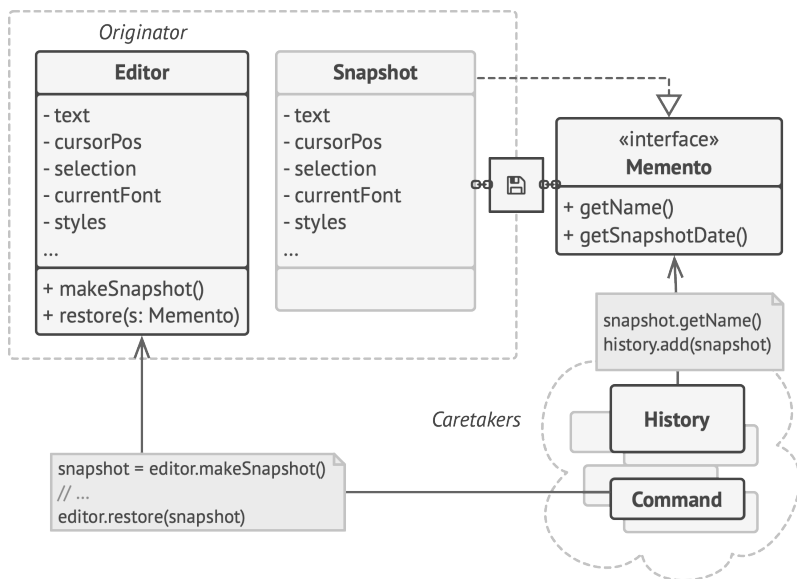 Originator
Editor
- text
- cursorPos
- selection
- currentFont
- styles
...
+ makeSnapshot()
+ restore(s: Memento)
Snapshot
- text
- cursorPos
- selection
- currentFont
- styles
...
«interface»
Memento
+ getName()
+ getSnapshotDate()
snapshot.getName()
history.add(snapshot)
Caretakers
History
Command
snapshot = editor.makeSnapshot()
// ...
editor.restore(snapshot)